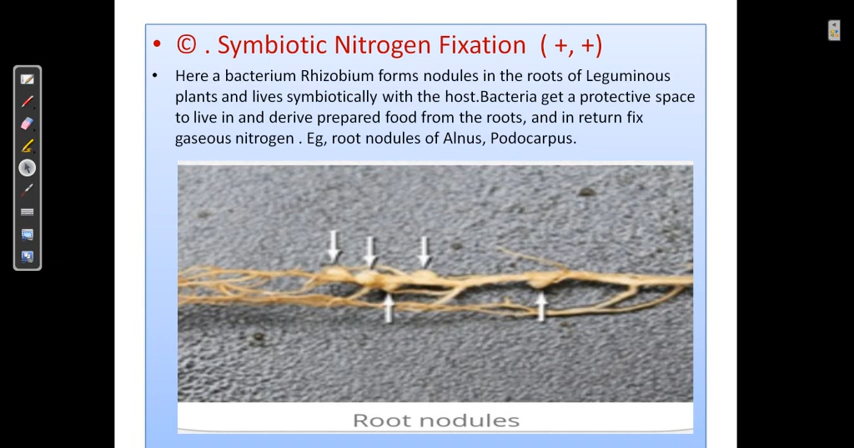 • © . Symbiotic Nitrogen Fixation ( +, +)
• Here a bacterium Rhizobium forms nodules in the roots of Leguminous
plants and lives symbiotically with the host.Bacteria get a protective space
to live in and derive prepared food from the roots, and in return fix
gaseous nitrogen . Eg, root nodules of Alnus, Podocarpus.
Root nodules